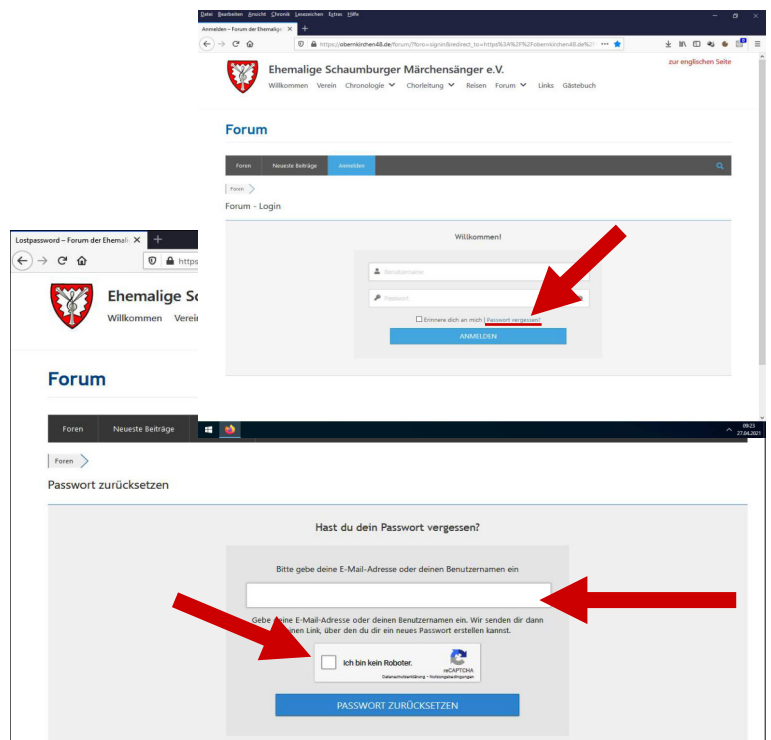 Datei Bearbeiten Ansicht Chronik Lesezeichen Extras Hilfe
Anmelden – Forum der Ehemalige
https://obernkirchen48.de/forum/?foro=signin&redirect_to=https%3A%2F%2Fobernkirchen48.de%2
zur englischen Seite
Ehemalige Schaumburger Märchensänger e.V.
Willkommen Verein Chronologie Chorleitung Reisen Forum Links Gästebuch
Forum
Foren Neueste Beiträge Anmelden
Foren
Forum - Login
Willkommen!
Benutzername
Passwort
Erinnere dich an mich | Passwort vergessen?
ANMELDEN
09:23
27.04.2021
Lostpassword – Forum der Ehemali
https
Ehemalige Sc
Willkommen Verei
Forum
Foren Neueste Beiträge
Foren
Passwort zurücksetzen
Hast du dein Passwort vergessen?
Bitte gebe deine E-Mail-Adresse oder deinen Benutzernamen ein
Gebe deine E-Mail-Adresse oder deinen Benutzernamen ein. Wir senden dir dann
einen Link, über den du dir ein neues Passwort erstellen kannst.
Ich bin kein Roboter.
reCAPTCHA
Datenschutzerklärung - Nutzungsbedingungen
PASSWORT ZURÜCKSETZEN